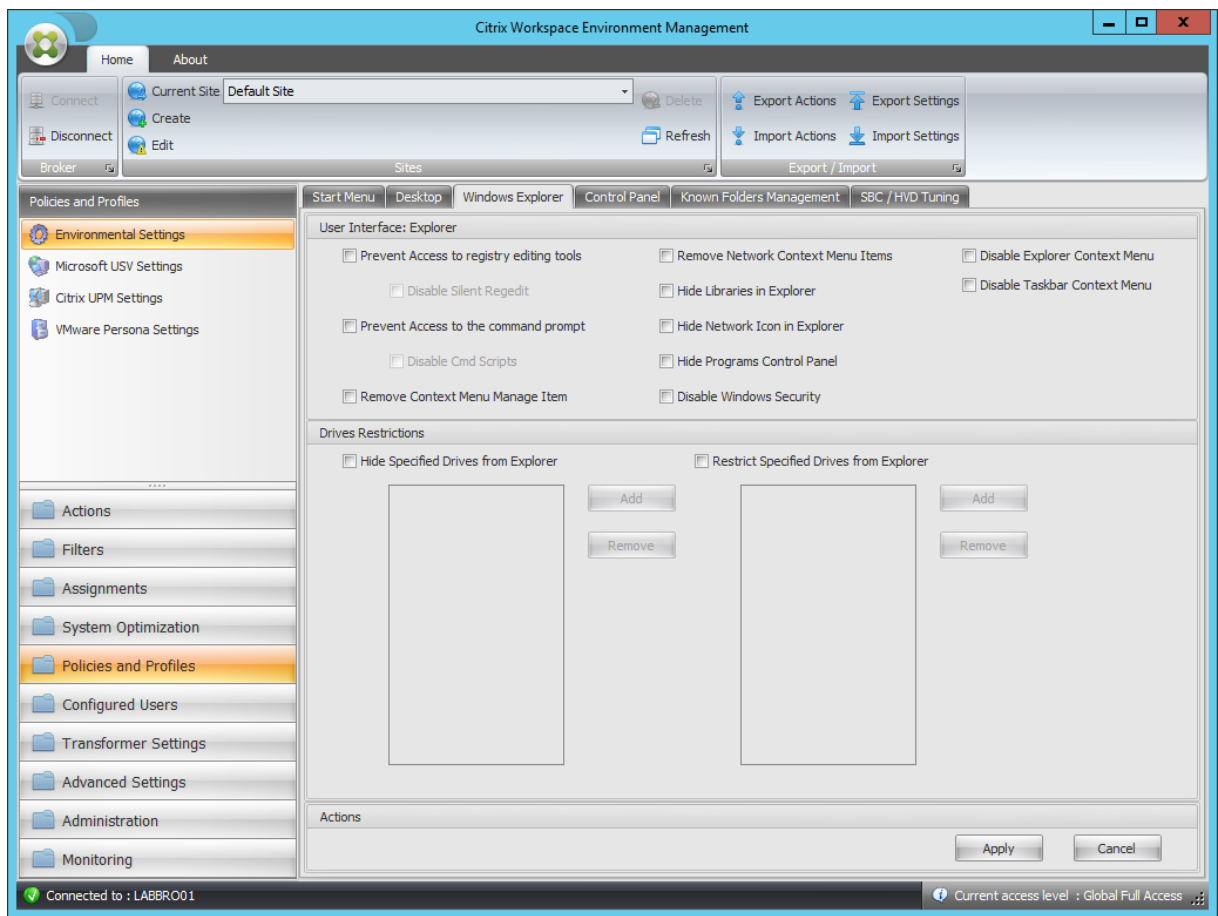 Citrix Workspace Environment Management
Home About
Connect
Disconnect
Broker
Current Site Default Site
Create
Edit
Delete
Refresh
Sites
Export Actions Export Settings
Import Actions Import Settings
Export / Import
Policies and Profiles
Environmental Settings
Microsoft USV Settings
Citrix UPM Settings
VMware Persona Settings
Actions
Filters
Assignments
System Optimization
Policies and Profiles
Configured Users
Transformer Settings
Advanced Settings
Administration
Monitoring
Start Menu Desktop Windows Explorer Control Panel Known Folders Management SBC / HVD Tuning
User Interface: Explorer
Prevent Access to registry editing tools
Disable Silent Regedit
Prevent Access to the command prompt
Disable Cmd Scripts
Remove Context Menu Manage Item
Remove Network Context Menu Items
Hide Libraries in Explorer
Hide Network Icon in Explorer
Hide Programs Control Panel
Disable Windows Security
Disable Explorer Context Menu
Disable Taskbar Context Menu
Drives Restrictions
Hide Specified Drives from Explorer
Add
Remove
Restrict Specified Drives from Explorer
Add
Remove
Actions
Apply Cancel
Connected to : LABBRO01
Current access level : Global Full Access